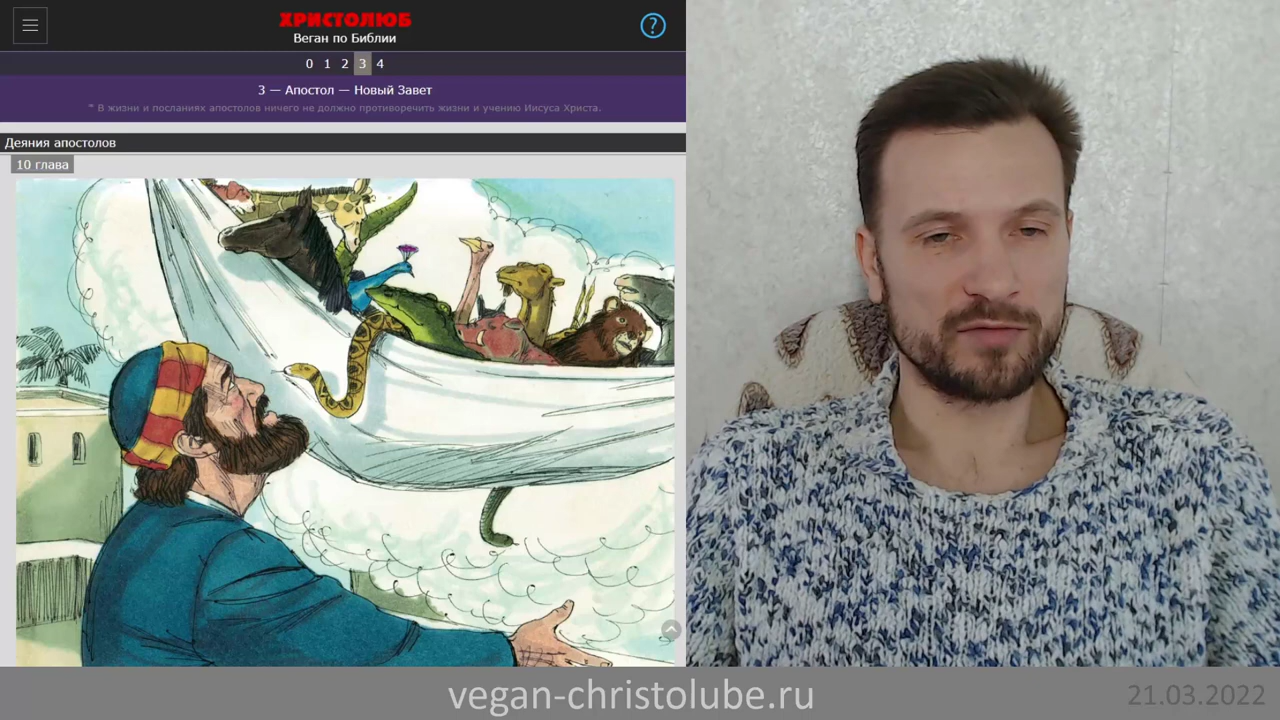 ХРИСТОЛЮБ
Веган по Библии
0 1 2 3 4
3 — Апостол — Новый Завет
* В жизни и посланиях апостолов ничего не должно противоречить жизни и учению Иисуса Христа.
Деяния апостолов
10 глава
vegan-christolube.ru
21.03.2022